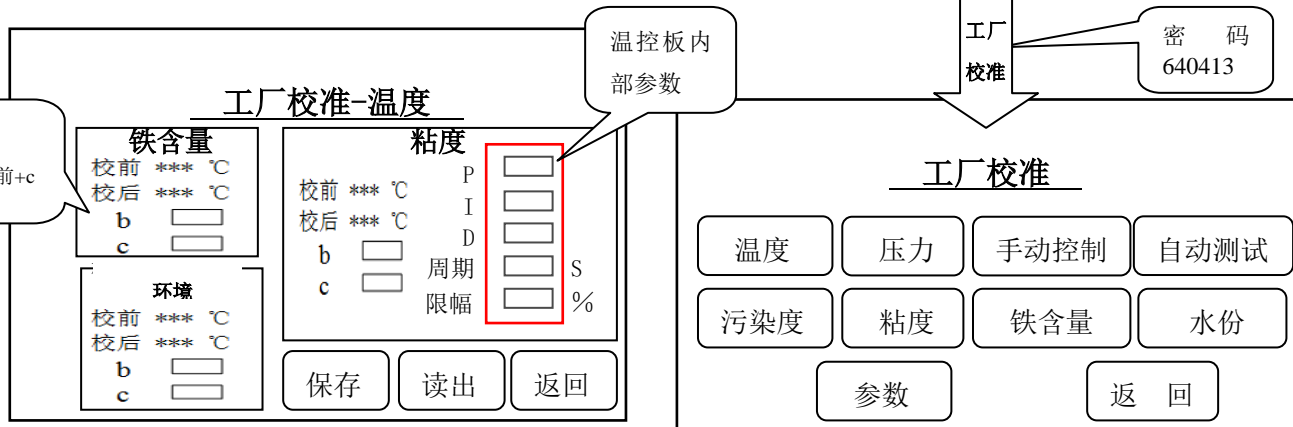 温控板内
部参数
工厂
校准
密 码
640413
工厂校准-温度
前+c
铁含量
校前 *** ℃
校后 *** ℃
b
c
环境
校前 *** ℃
校后 *** ℃
b
c
粘度
校前 *** ℃
校后 *** ℃
b
c
P
I
D
周期 S
限幅 %
保存 读出 返回
工厂校准
温度 压力 手动控制 自动测试
污染度 粘度 铁含量 水份
参数 返 回